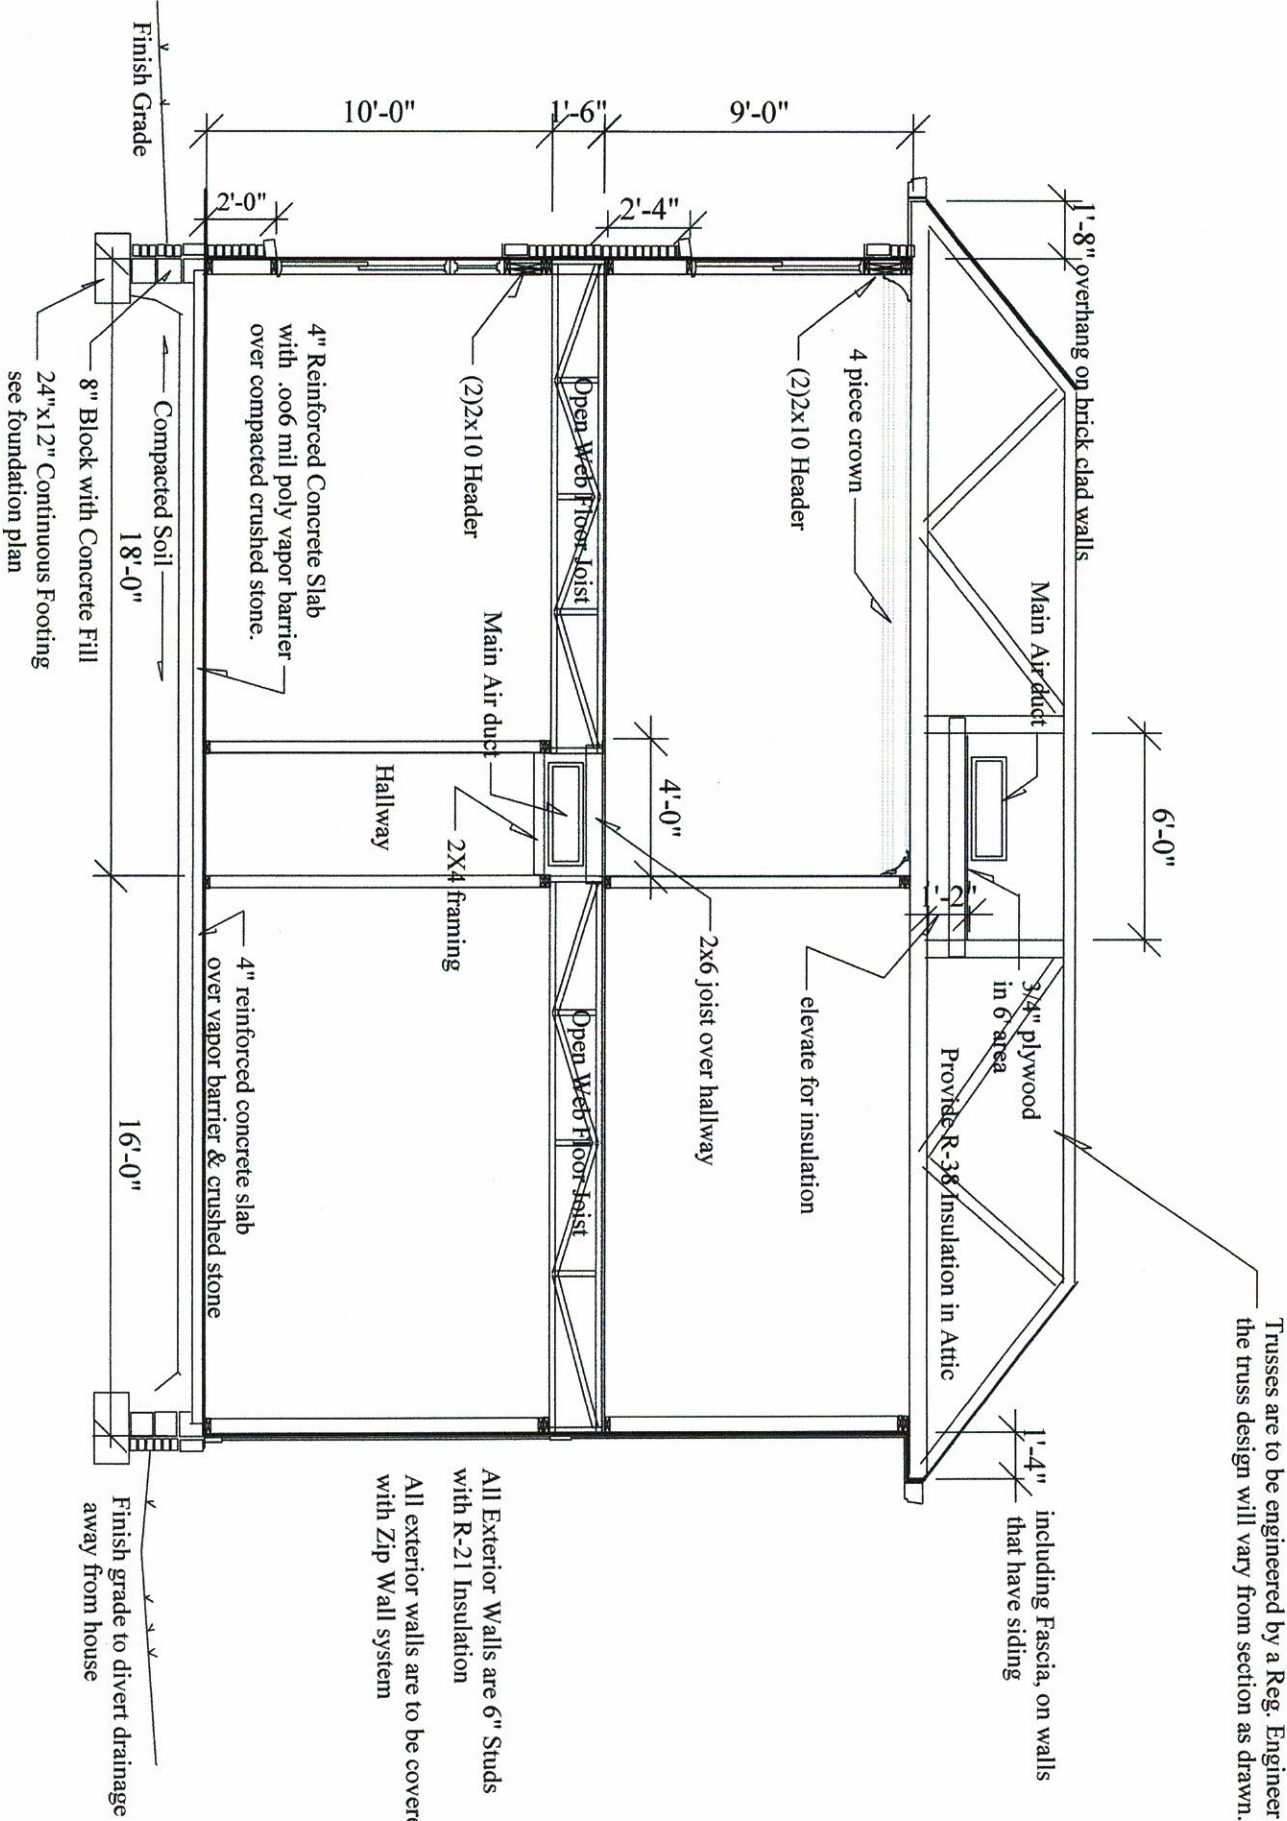 Trusses are to be engineered by a Reg. Engineer
the truss design will vary from section as drawn.
6'-0"
1'-8" overhang on brick clad walls
Main Air duct
3/4" plywood
in 6' area
Provide R-38 Insulation in Attic
1'-4" including Fascia, on walls
that have siding
1'-2"
9'-0"
4 piece crown
(2)2x10 Header
elevate for insulation
2'-4"
4'-0"
2x6 joist over hallway
1'-6"
Open Web Floor Joist
Open Web Floor Joist
Main Air duct
(2)2x10 Header
2X4 framing
All Exterior Walls are 6" Studs
with R-21 Insulation
All exterior walls are to be covere
with Zip Wall system
10'-0"
Hallway
4" Reinforced Concrete Slab
with .006 mil poly vapor barrier
over compacted crushed stone.
2'-0"
4" reinforced concrete slab
over vapor barrier & crushed stone
Finish Grade
Compacted Soil
18'-0"
16'-0"
8" Block with Concrete Fill
24"x12" Continuous Footing
see foundation plan
Finish grade to divert drainage
away from house